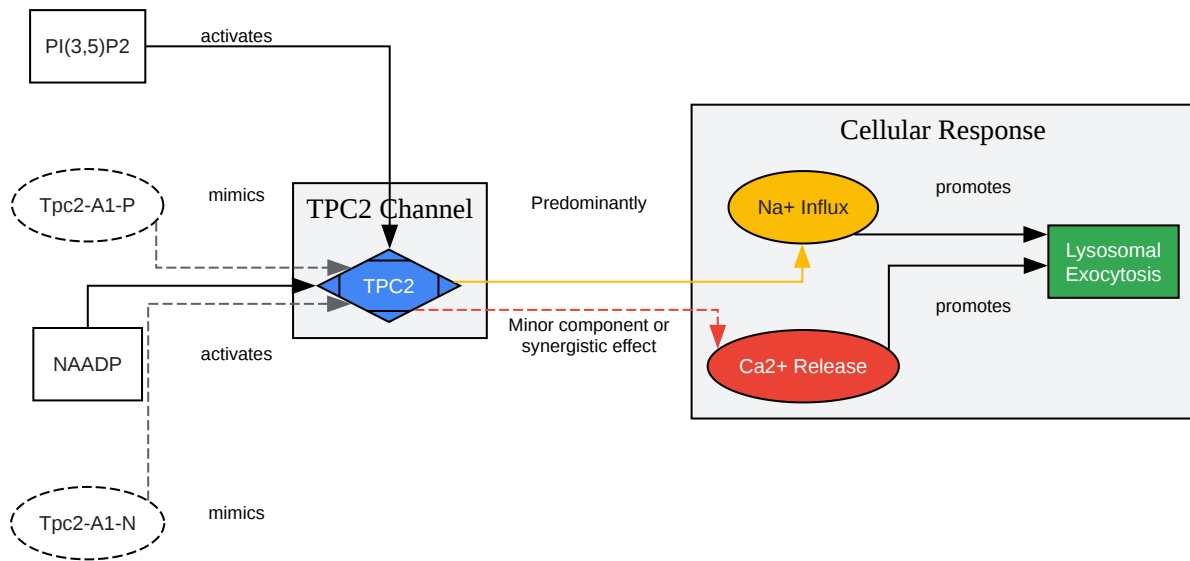 PI(3,5)P2
activates
Cellular Response
Tpc2-A1-P
mimics
TPC2 Channel
Predominantly
Na+ Influx
promotes
Lysosomal
Exocytosis
TPC2
promotes
Minor component or
synergistic effect
NAADP
activates
Ca2+ Release
Tpc2-A1-N
mimics